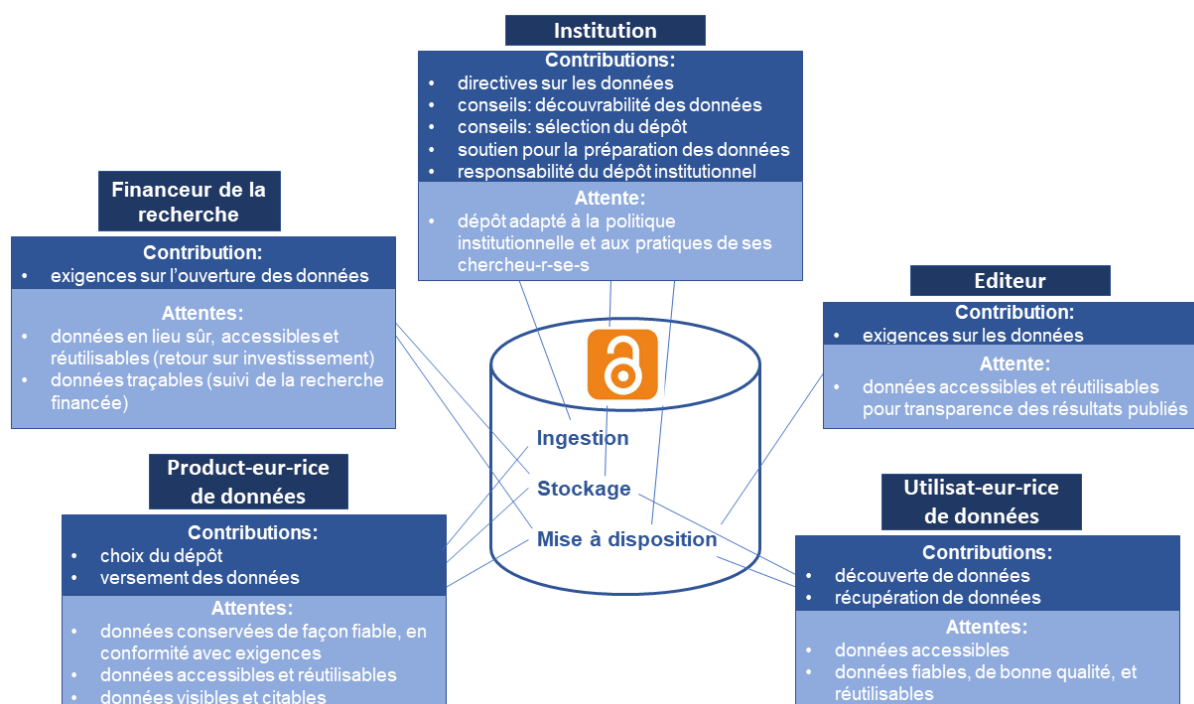 Institution
Contributions:
• directives sur les données
• conseils: découvrabilité des données
• conseils: sélection du dépôt
• soutien pour la préparation des données
• responsabilité du dépôt institutionnel
Attente:
• dépôt adapté à la politique
institutionnelle et aux pratiques de ses
chercheu-r-se-s
Financeur de la
recherche
Contribution:
• exigences sur l'ouverture des données
Attentes:
• données en lieu sûr, accessibles et
réutilisables (retour sur investissement)
• données traçables (suivi de la recherche
financée)
Editeur
Contribution:
• exigences sur les données
Attente:
• données accessibles et réutilisables
pour transparence des résultats publiés
Ingestion
Stockage
Mise à disposition
Product-eur-rice
de données
Contributions:
• choix du dépôt
• versement des données
Attentes:
• données conservées de façon fiable, en
conformité avec exigences
• données accessibles et réutilisables
• données visibles et citables
Utilisat-eur-rice
de données
Contributions:
• découverte de données
• récupération de données
Attentes:
• données accessibles
• données fiables, de bonne qualité, et
réutilisables